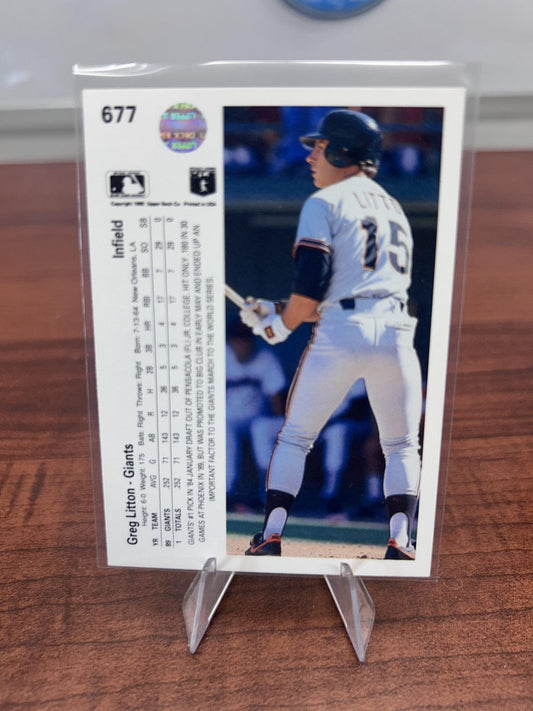 677
UPPER DECK
Copyright 1990 Upper Deck Co. Printed in USA
LITTO
15
Greg Litton - Giants Infield
Height: 6-0 Weight: 175 Bats: Right Throws: Right Born: 7-13-64 New Orleans, LA
YR TEAM AVG G AB R H 2B 3B HR RBI BB SO SB
89 GIANTS .252 71 143 12 36 5 3 4 17 7 29 0
1 TOTALS .252 71 143 12 36 5 3 4 17 7 29 0
GIANTS' #1 PICK IN '84 JANUARY DRAFT OUT OF PENSACOLA (FL) JR. COLLEGE, HIT ONLY .180 IN 30
GAMES AT PHOENIX IN '89, BUT WAS PROMOTED TO BIG CLUB IN EARLY MAY AND ENDED UP AN
IMPORTANT FACTOR TO THE GIANTS MARCH TO THE WORLD SERIES.